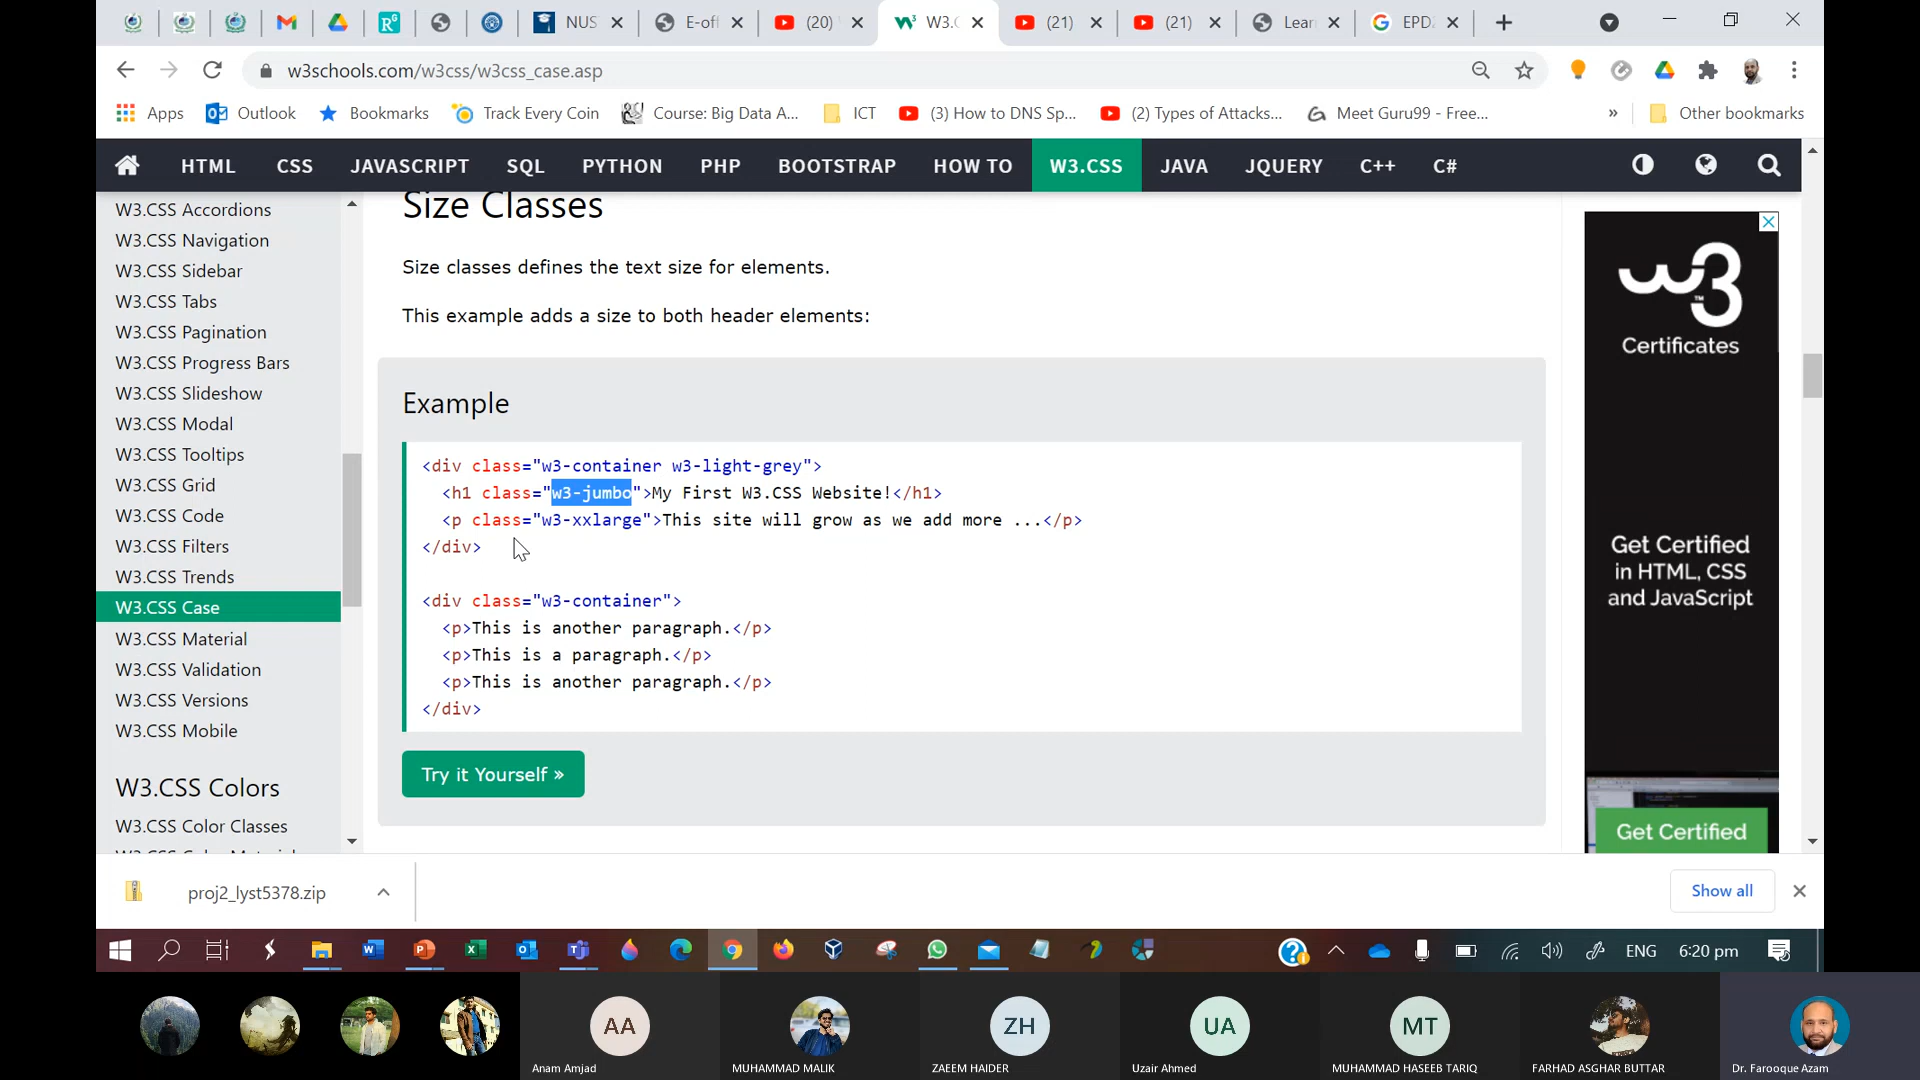 NUS
E-off
(20)
W3.C
(21)
(21)
Lear
EPD
w3schools.com/w3css/w3css_case.asp
Apps
Outlook
Bookmarks
Track Every Coin
Course: Big Data A...
ICT
(3) How to DNS Sp...
(2) Types of Attacks...
Meet Guru99 - Free...
»
Other bookmarks
HTML
CSS
JAVASCRIPT
SQL
PYTHON
PHP
BOOTSTRAP
HOW TO
W3.CSS
JAVA
JQUERY
C++
C#
W3.CSS Accordions
W3.CSS Navigation
W3.CSS Sidebar
W3.CSS Tabs
W3.CSS Pagination
W3.CSS Progress Bars
W3.CSS Slideshow
W3.CSS Modal
W3.CSS Tooltips
W3.CSS Grid
W3.CSS Code
W3.CSS Filters
W3.CSS Trends
W3.CSS Case
W3.CSS Material
W3.CSS Validation
W3.CSS Versions
W3.CSS Mobile
W3.CSS Colors
W3.CSS Color Classes
Size Classes
Size classes defines the text size for elements.
This example adds a size to both header elements:
Example
<div class="w3-container w3-light-grey">
<h1 class="w3-jumbo">My First W3.CSS Website!</h1>
<p class="w3-xxlarge">This site will grow as we add more ...</p>
</div>
<div class="w3-container">
<p>This is another paragraph.</p>
<p>This is a paragraph.</p>
<p>This is another paragraph.</p>
</div>
Try it Yourself »
w3
TM
Certificates
Get Certified
in HTML, CSS
and JavaScript
Get Certified
proj2_lyst5378.zip
Show all
ENG
6:20 pm
AA
ZH
UA
MT
Anam Amjad
MUHAMMAD MALIK
ZAEEM HAIDER
Uzair Ahmed
MUHAMMAD HASEEB TARIQ
FARHAD ASGHAR BUTTAR
Dr. Farooque Azam